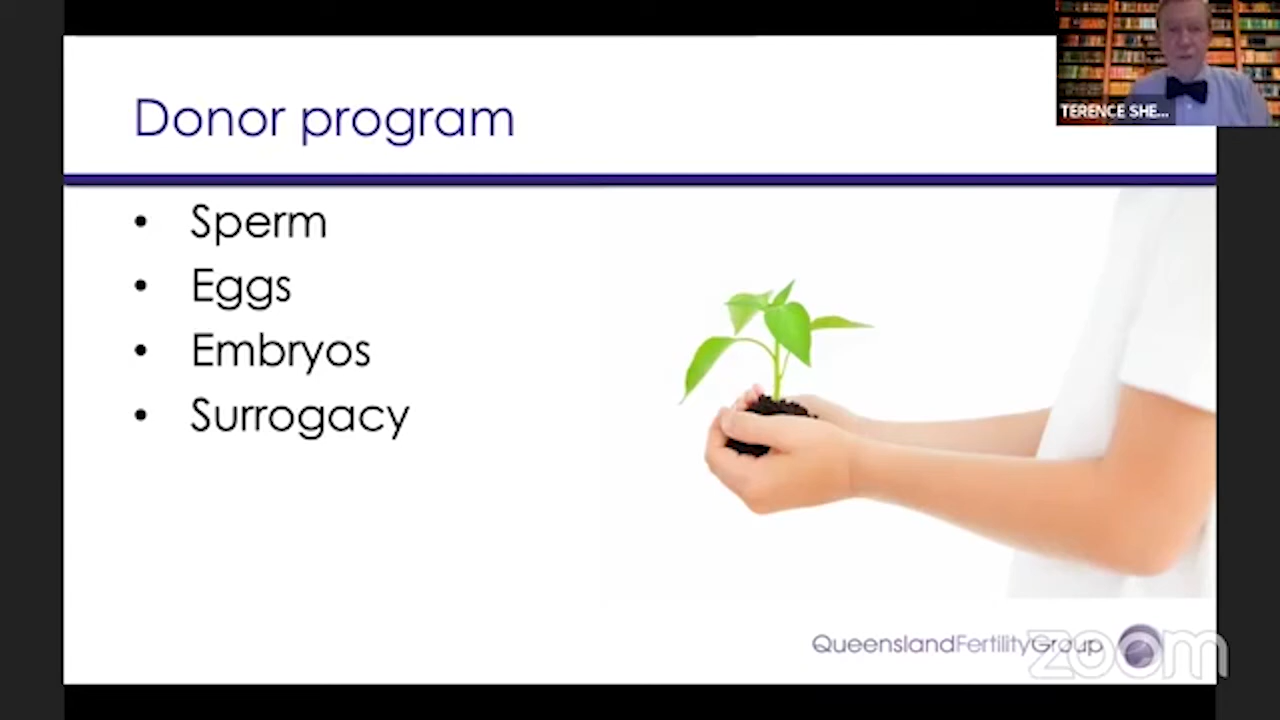 Donor program
TERENCE SHE...
• Sperm
• Eggs
• Embryos
• Surrogacy
QueenslandFertilityGroup
zoom